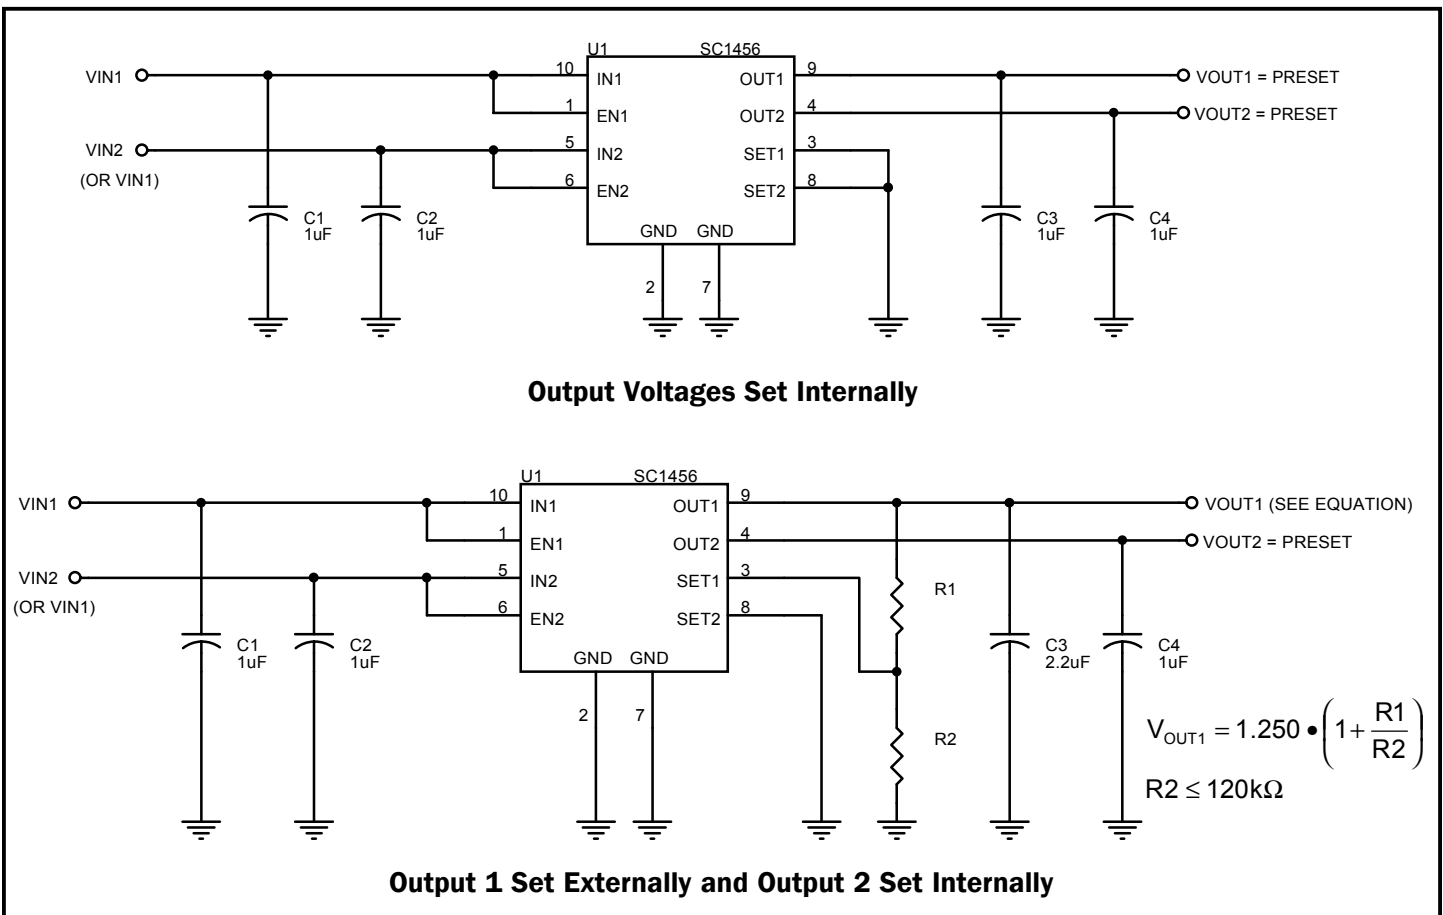 U1 SC1456
VIN1 10 IN1 OUT1 9 VOUT1 = PRESET
1 EN1 OUT2 4 VOUT2 = PRESET
VIN2 5 IN2 SET1 3
(OR VIN1) 6 EN2 SET2 8
C1 C2 C3 C4
1uF 1uF 1uF 1uF
GND GND
2 7
Output Voltages Set Internally
U1 SC1456
VIN1 10 IN1 OUT1 9 VOUT1 (SEE EQUATION)
1 EN1 OUT2 4 VOUT2 = PRESET
VIN2 5 IN2 SET1 3 R1
(OR VIN1) 6 EN2 SET2 8
C1 C2 C3 C4
1uF 1uF 2.2uF 1uF
GND GND
2 7 R2
V_OUT1 = 1.250 • (1 + R1/R2)
R2 ≤ 120kΩ
Output 1 Set Externally and Output 2 Set Internally